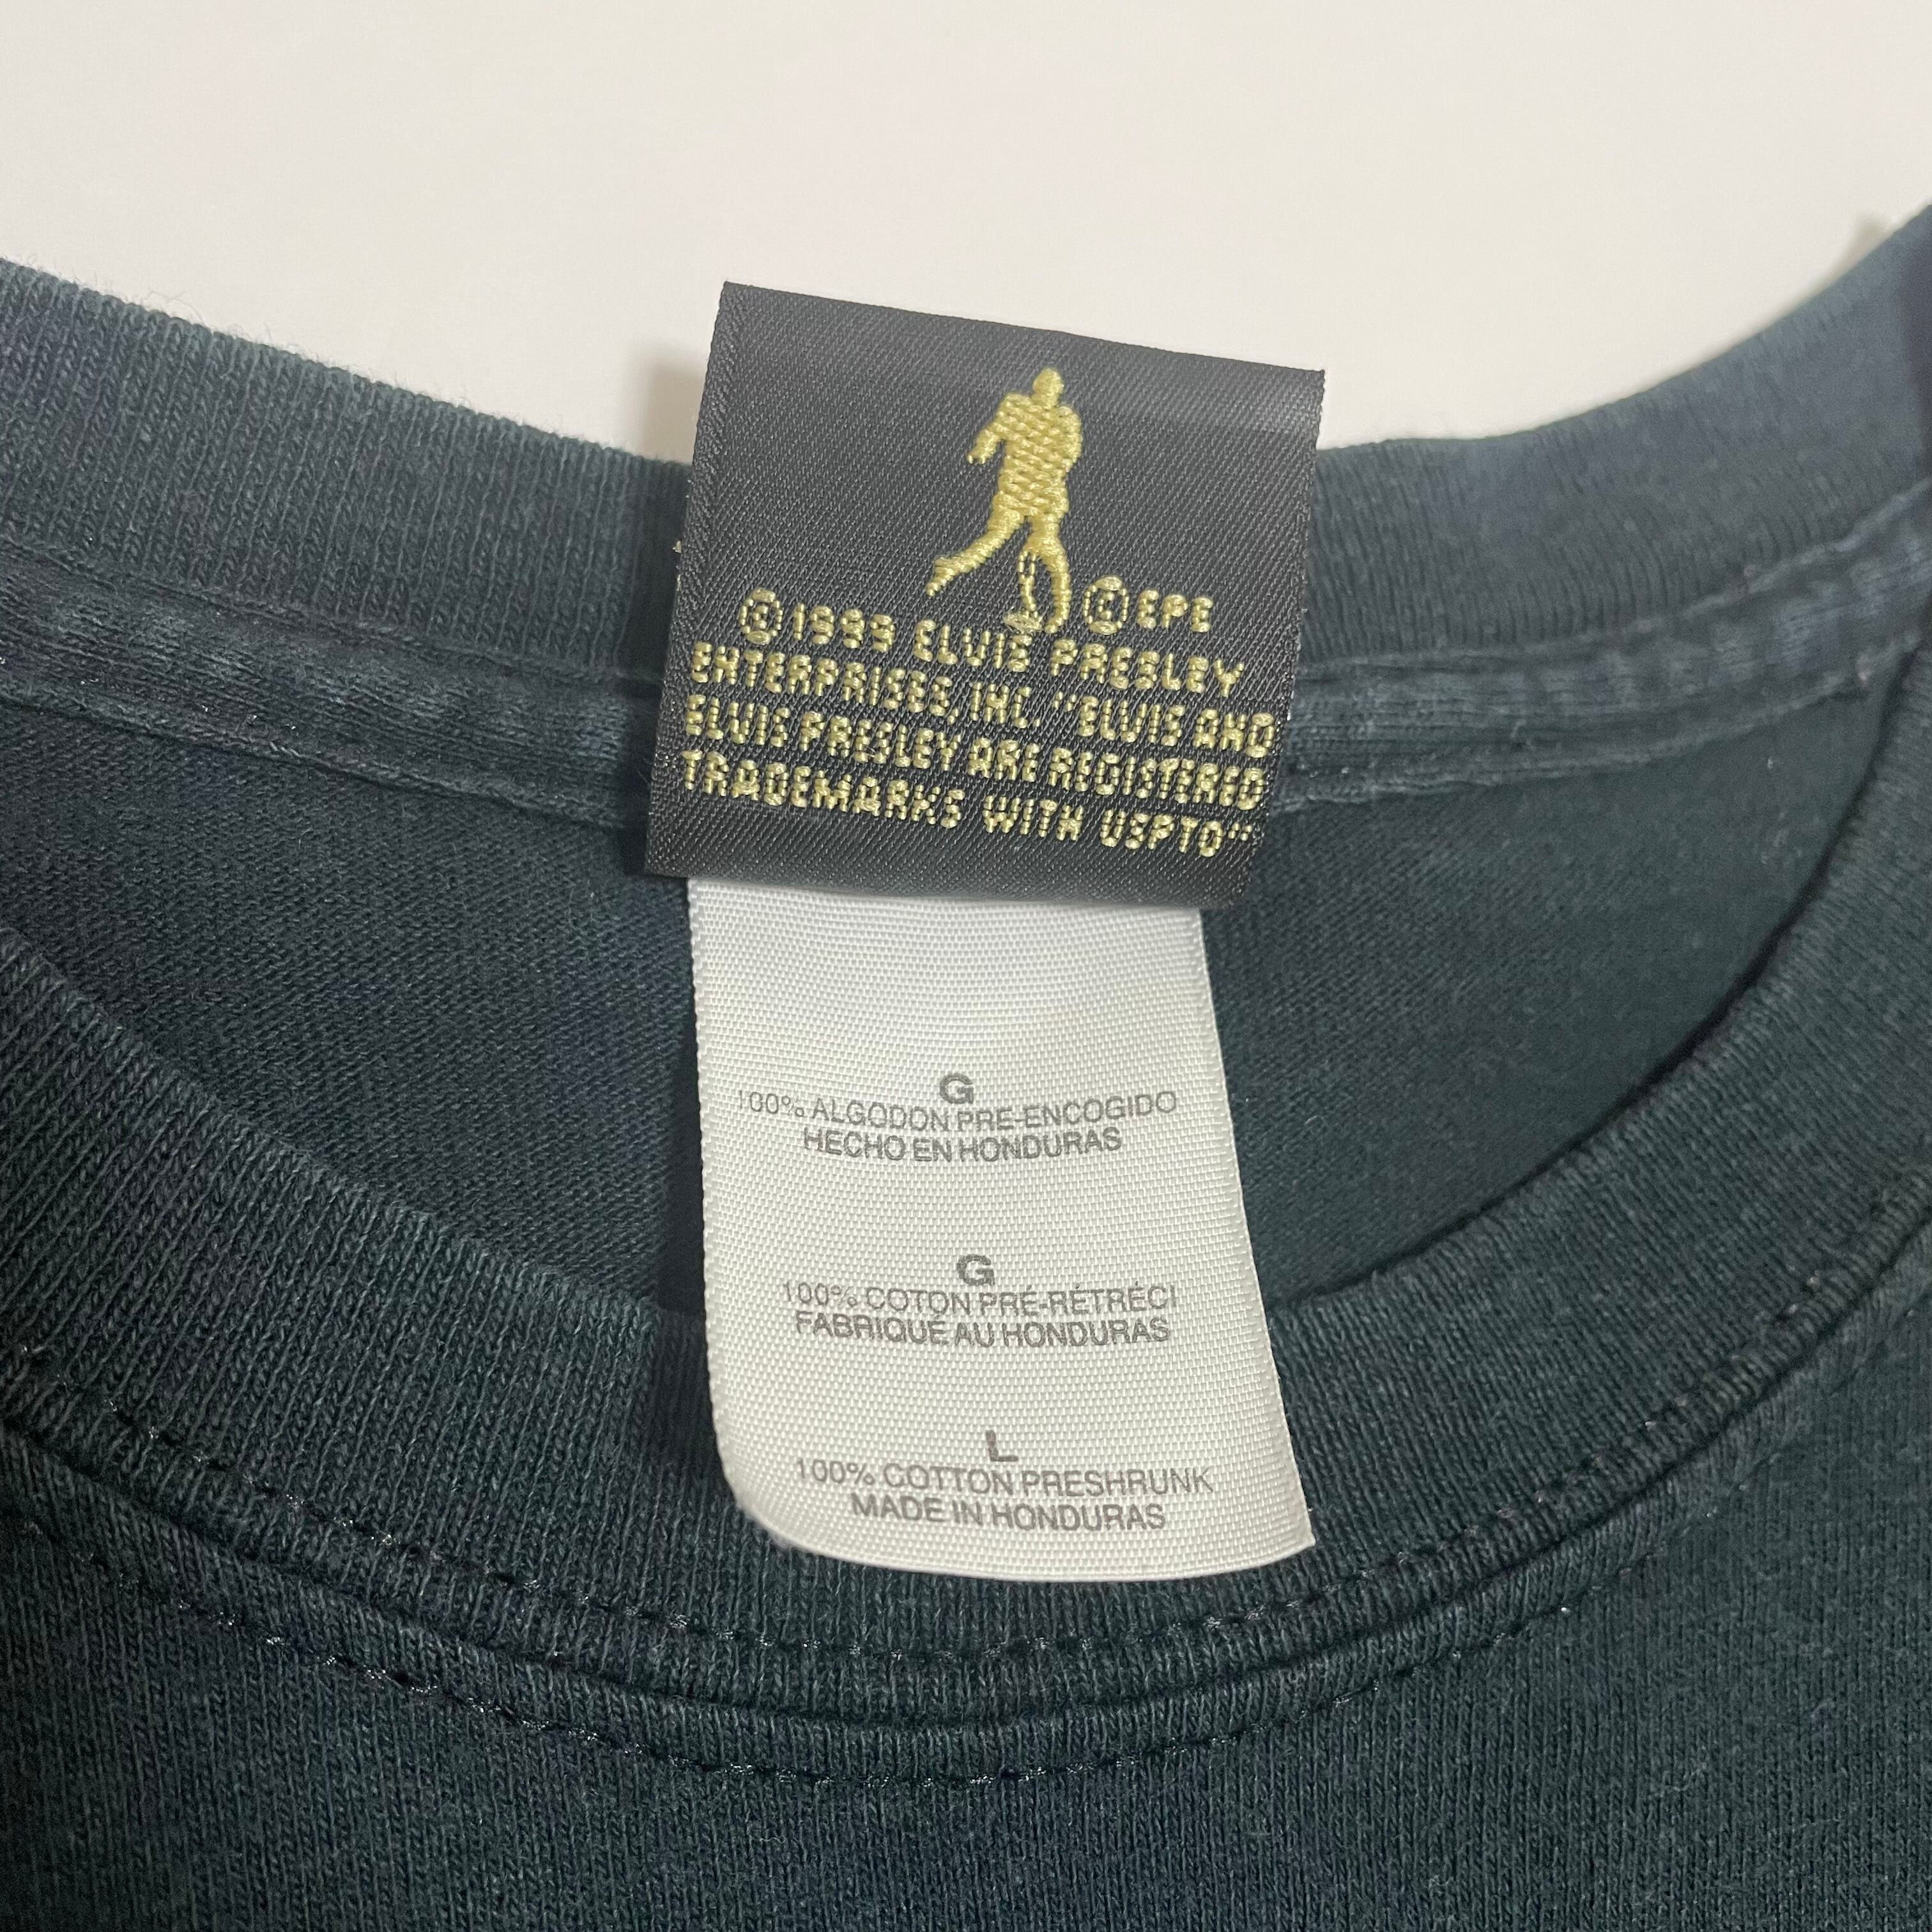 © EPE
© 1999 ELVIS PRESLEY
ENTERPRISES, INC. "ELVIS AND
ELVIS PRESLEY ARE REGISTERED
TRADEMARKS WITH USPTO"
G
100% ALGODON PRE-ENCOGIDO
HECHO EN HONDURAS
G
100% COTON PRÉ-RÉTRÉCI
FABRIQUÉ AU HONDURAS
L
100% COTTON PRESHRUNK
MADE IN HONDURAS